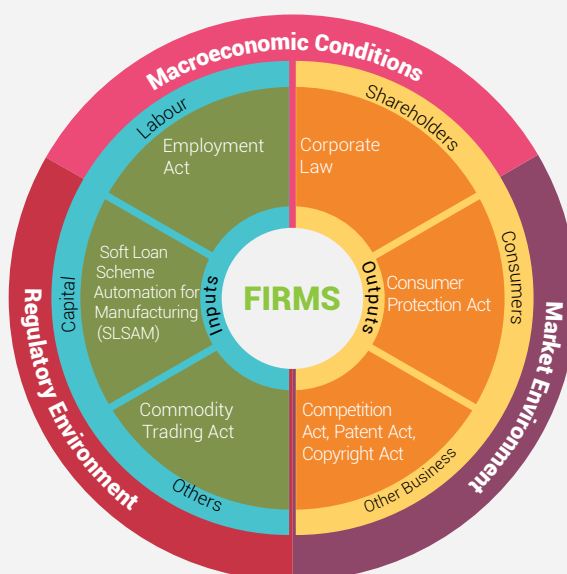 Macroeconomic Conditions
Labour
Shareholders
Employment
Act
Corporate
Law
Capital
Soft Loan
Scheme
Automation for
Manufacturing
(SLSAM)
Inputs
FIRMS
Outputs
Consumer
Protection Act
Consumers
Regulatory Environment
Market Environment
Commodity
Trading Act
Competition
Act, Patent Act,
Copyright Act
Others
Other Business